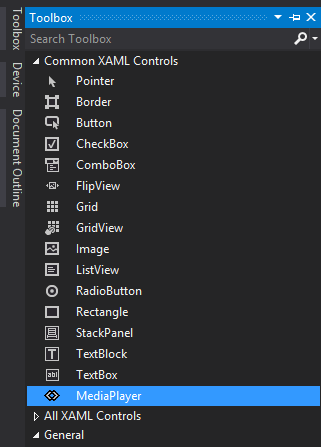 Toolbox
Device
Document Outline
Toolbox
Search Toolbox
Common XAML Controls
Pointer
Border
Button
CheckBox
ComboBox
FlipView
Grid
GridView
Image
ListView
RadioButton
Rectangle
StackPanel
TextBlock
TextBox
MediaPlayer
All XAML Controls
General